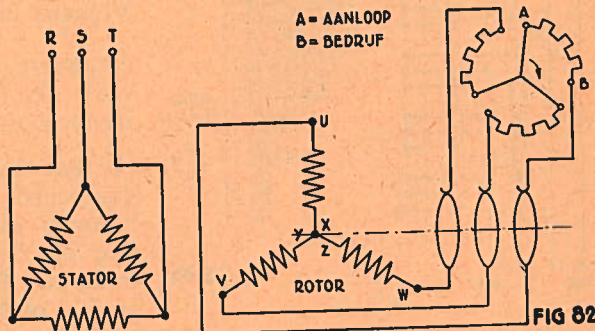 A = AANLOOP
B = BEDRIJF
R S T
A
B
U
X
Y
Z
STATOR
V
ROTOR
W
FIG 82